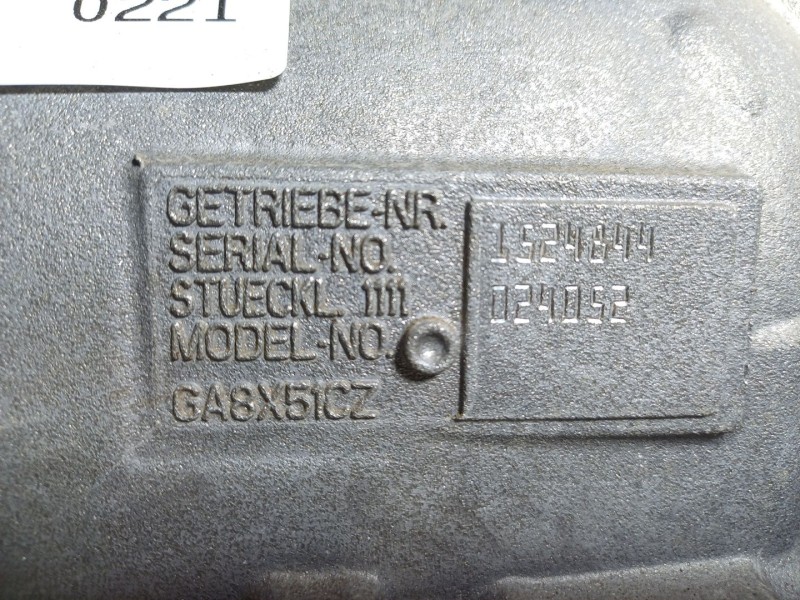 0221
GETRIEBE-NR.
SERIAL-NO. 1524844
STUECKL. 1111 024052
MODEL-NO.
GA8X51CZ